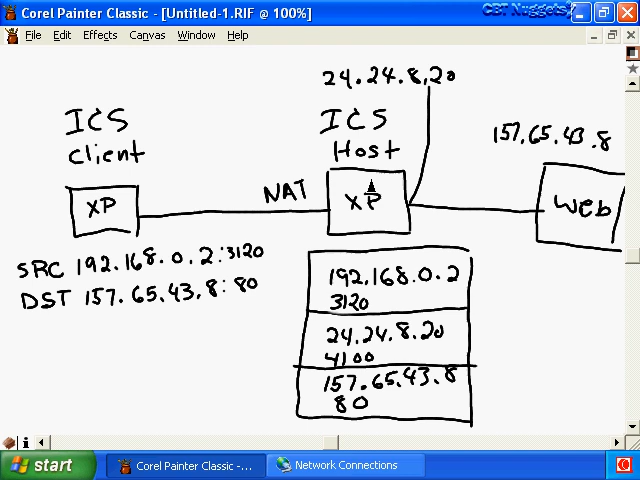 Corel Painter Classic - [Untitled-1.RIF @ 100%]
CBT Nuggets
File Edit Effects Canvas Window Help
24.24.8.20
ICS
Client
ICS
Host
157.65.43.8
XP
NAT
XP
Web
SRC 192.168.0.2:3120
DST 157.65.43.8:80
192.168.0.2
3120
24.24.8.20
4100
157.65.43.8
80
start
Corel Painter Classic -...
Network Connections